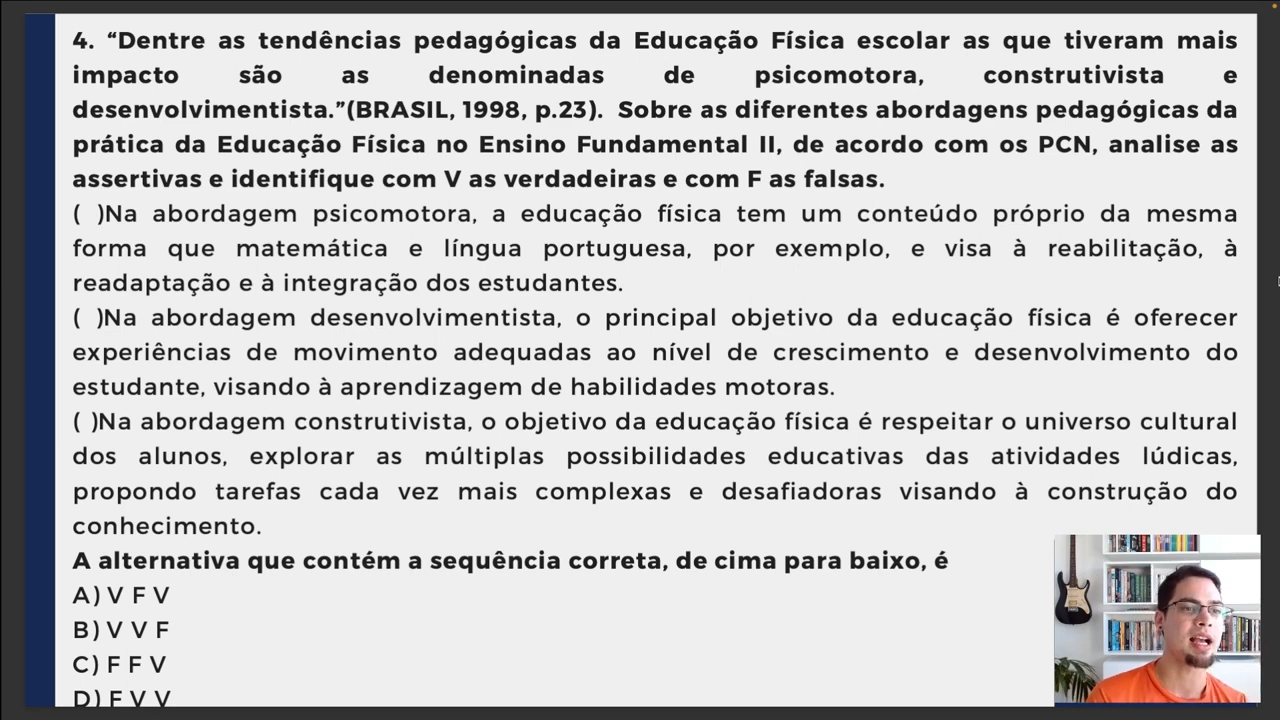 4. “Dentre as tendências pedagógicas da Educação Física escolar as que tiveram mais
impacto são as denominadas de psicomotora, construtivista e
desenvolvimentista.”(BRASIL, 1998, p.23). Sobre as diferentes abordagens pedagógicas da
prática da Educação Física no Ensino Fundamental II, de acordo com os PCN, analise as
assertivas e identifique com V as verdadeiras e com F as falsas.
( )Na abordagem psicomotora, a educação física tem um conteúdo próprio da mesma
forma que matemática e língua portuguesa, por exemplo, e visa à reabilitação, à
readaptação e à integração dos estudantes.
( )Na abordagem desenvolvimentista, o principal objetivo da educação física é oferecer
experiências de movimento adequadas ao nível de crescimento e desenvolvimento do
estudante, visando à aprendizagem de habilidades motoras.
( )Na abordagem construtivista, o objetivo da educação física é respeitar o universo cultural
dos alunos, explorar as múltiplas possibilidades educativas das atividades lúdicas,
propondo tarefas cada vez mais complexas e desafiadoras visando à construção do
conhecimento.
A alternativa que contém a sequência correta, de cima para baixo, é
A) V F V
B) V V F
C) F F V
D) F V V